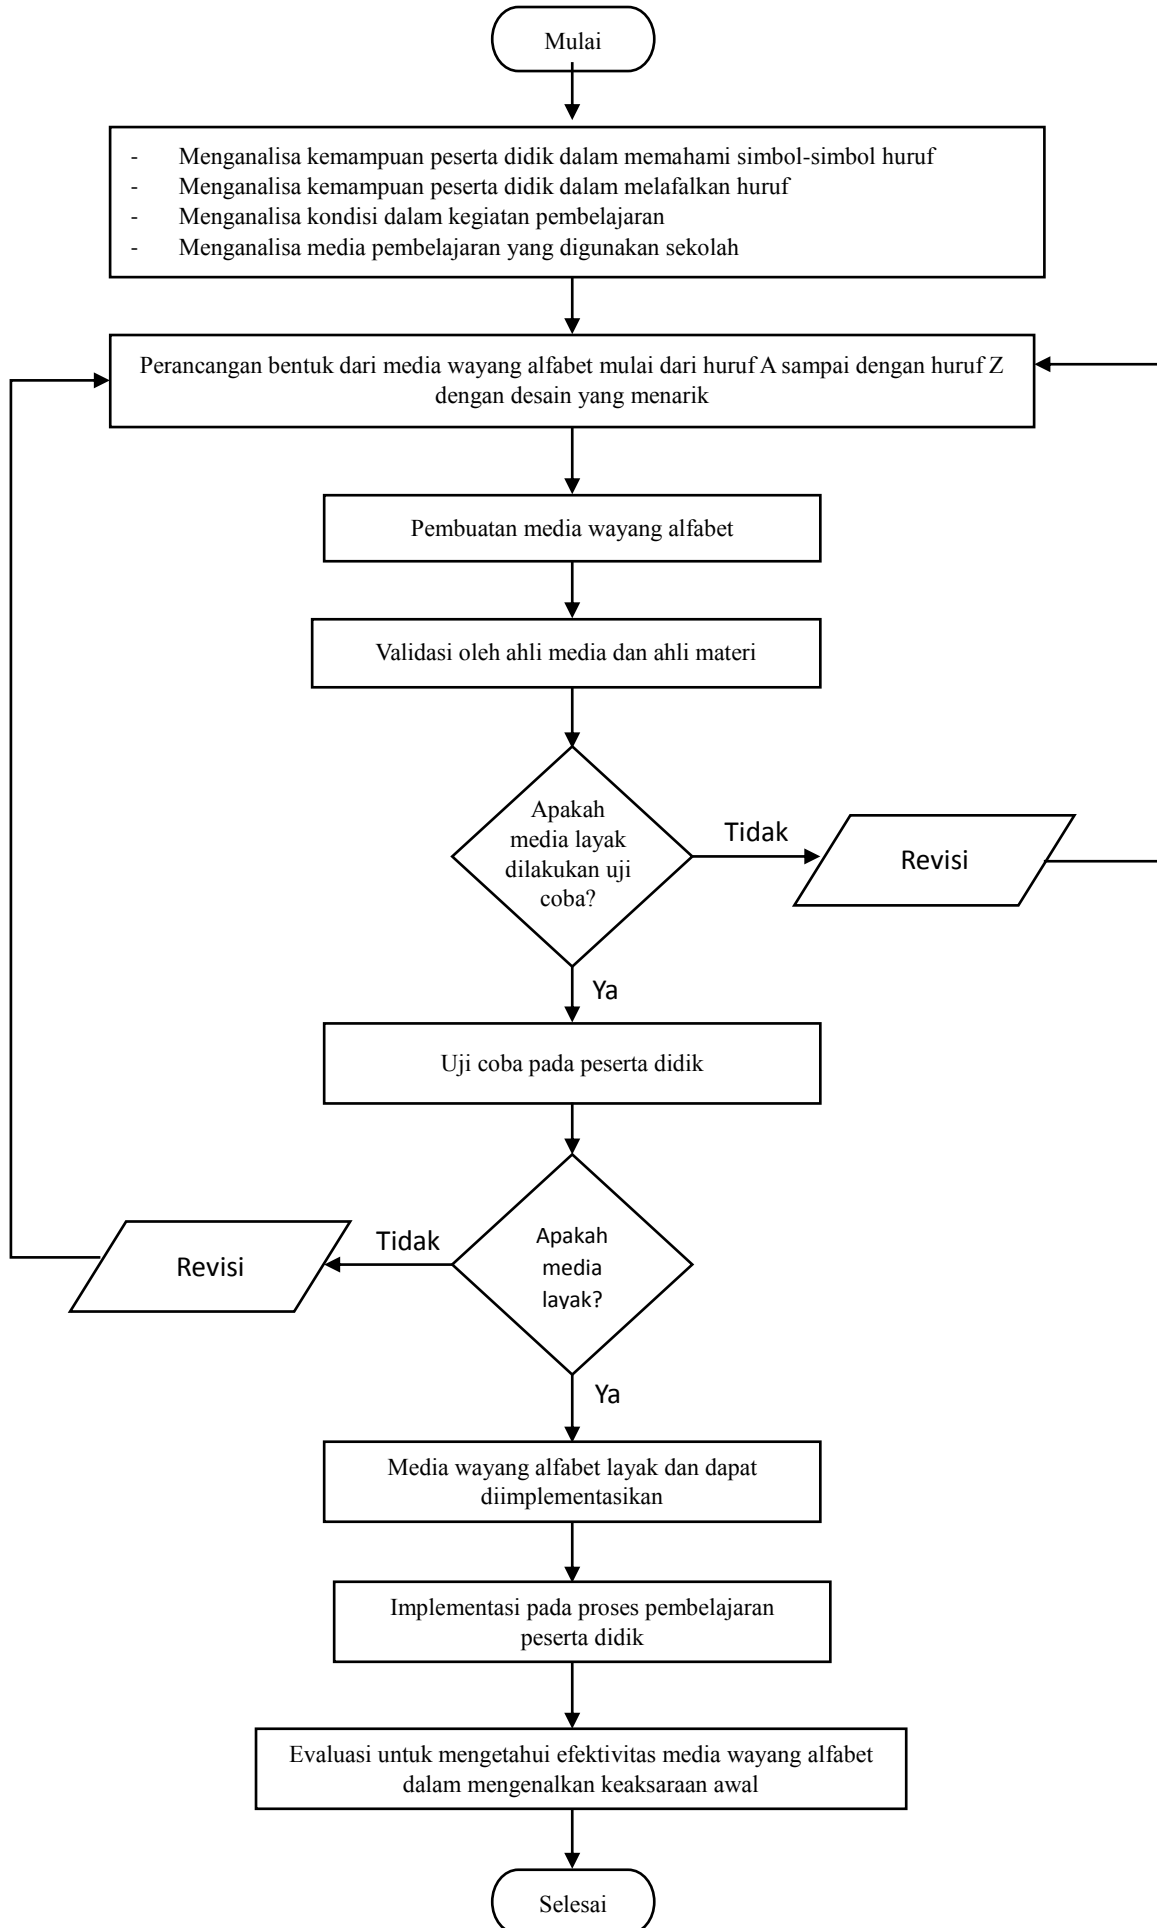 Mulai
- Menganalisa kemampuan peserta didik dalam memahami simbol-simbol huruf
- Menganalisa kemampuan peserta didik dalam melafalkan huruf
- Menganalisa kondisi dalam kegiatan pembelajaran
- Menganalisa media pembelajaran yang digunakan sekolah
Perancangan bentuk dari media wayang alfabet mulai dari huruf A sampai dengan huruf Z
dengan desain yang menarik
Pembuatan media wayang alfabet
Validasi oleh ahli media dan ahli materi
Apakah
media layak
dilakukan uji
coba?
Tidak
Revisi
Ya
Uji coba pada peserta didik
Apakah
media
layak?
Tidak
Revisi
Ya
Media wayang alfabet layak dan dapat
diimplementasikan
Implementasi pada proses pembelajaran
peserta didik
Evaluasi untuk mengetahui efektivitas media wayang alfabet
dalam mengenalkan keaksaraan awal
Selesai